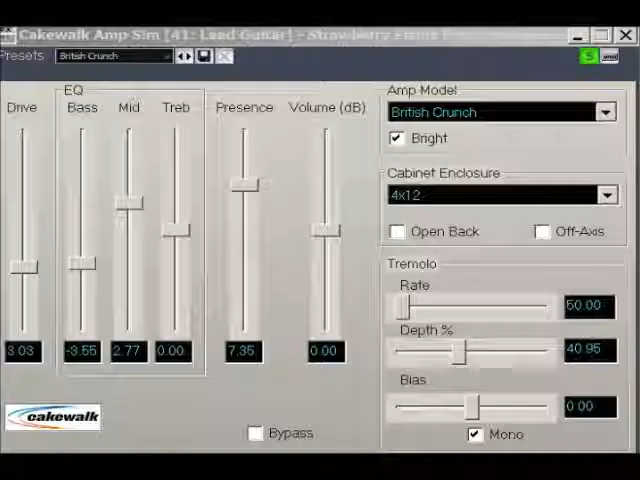 Cakewalk Amp Sim [41: Lead Guitar] - Strawberry Flame
Presets British Crunch
S
EQ
Drive Bass Mid Treb Presence Volume (dB)
Amp Model
British Crunch
Bright
Cabinet Enclosure
4x12
Open Back Off-Axis
Tremolo
Rate
50.00
Depth %
40.95
3.03 -3.55 2.77 0.00 7.35 0.00
Bias
0.00
cakewalk
Bypass
Mono